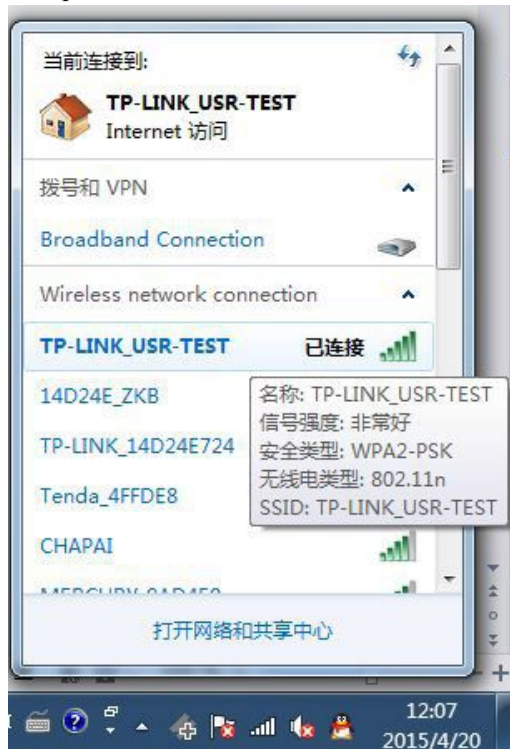 当前连接到:
TP-LINK_USR-TEST
Internet 访问
拨号和 VPN
Broadband Connection
Wireless network connection
TP-LINK_USR-TEST 已连接
14D24E_ZKB
TP-LINK_14D24E724
Tenda_4FFDE8
CHAPAI
名称: TP-LINK_USR-TEST
信号强度: 非常好
安全类型: WPA2-PSK
无线电类型: 802.11n
SSID: TP-LINK_USR-TEST
打开网络和共享中心
12:07
2015/4/20